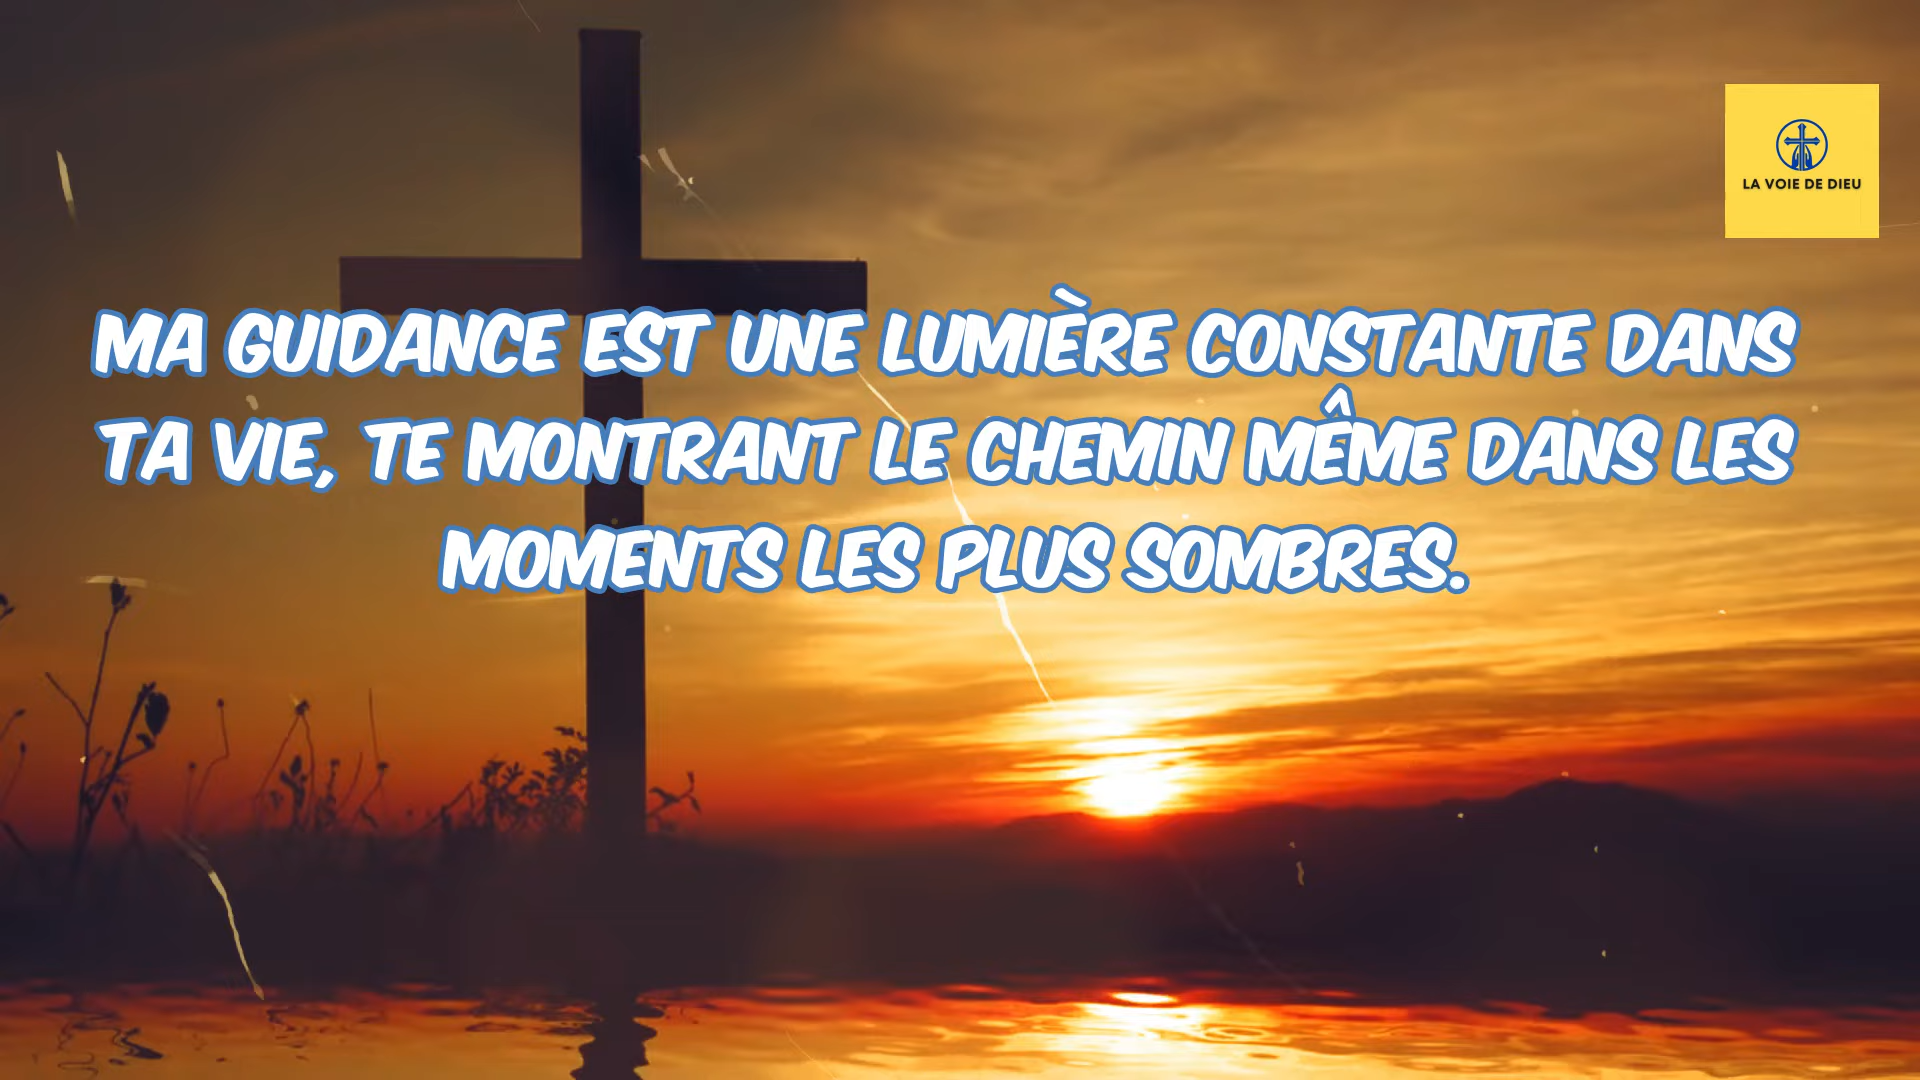 LA VOIE DE DIEU
MA GUIDANCE EST UNE LUMIÈRE CONSTANTE DANS
TA VIE, TE MONTRANT LE CHEMIN MÊME DANS LES
MOMENTS LES PLUS SOMBRES.